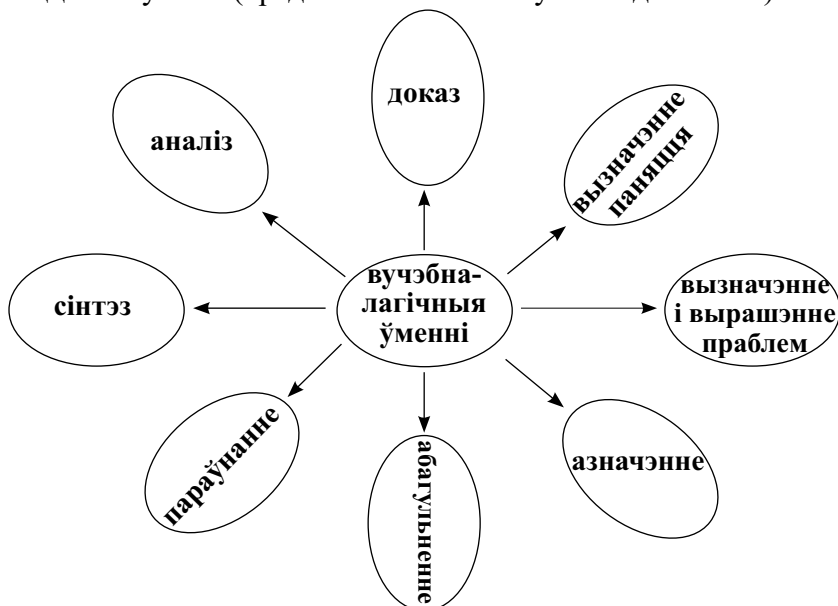 доказ
аналіз
вызначэнне
паняцця
вучэбна-
лагічныя
ўменні
сінтэз
вызначэнне
і вырашэнне
праблем
параўнанне
абагульненне
азначэнне